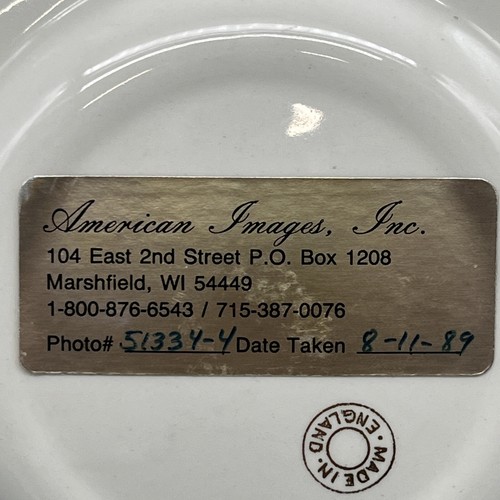 American Images, Inc.
104 East 2nd Street P.O. Box 1208
Marshfield, WI 54449
1-800-876-6543 / 715-387-0076
Photo# 51334-4 Date Taken 8-11-89
MADE IN · ENGLAND ·